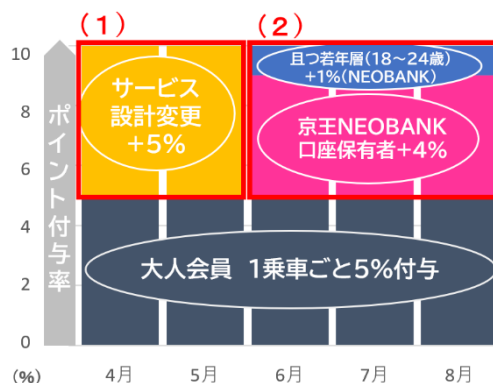 (1)
(2)
10
8
6
4
2
0
(%)
ポイント付与率
サービス
設計変更
+5%
且つ若年層(18~24歳)
+1%(NEOBANK)
京王NEOBANK
口座保有者+4%
大人会員 1乗車ごと5%付与
4月
5月
6月
7月
8月